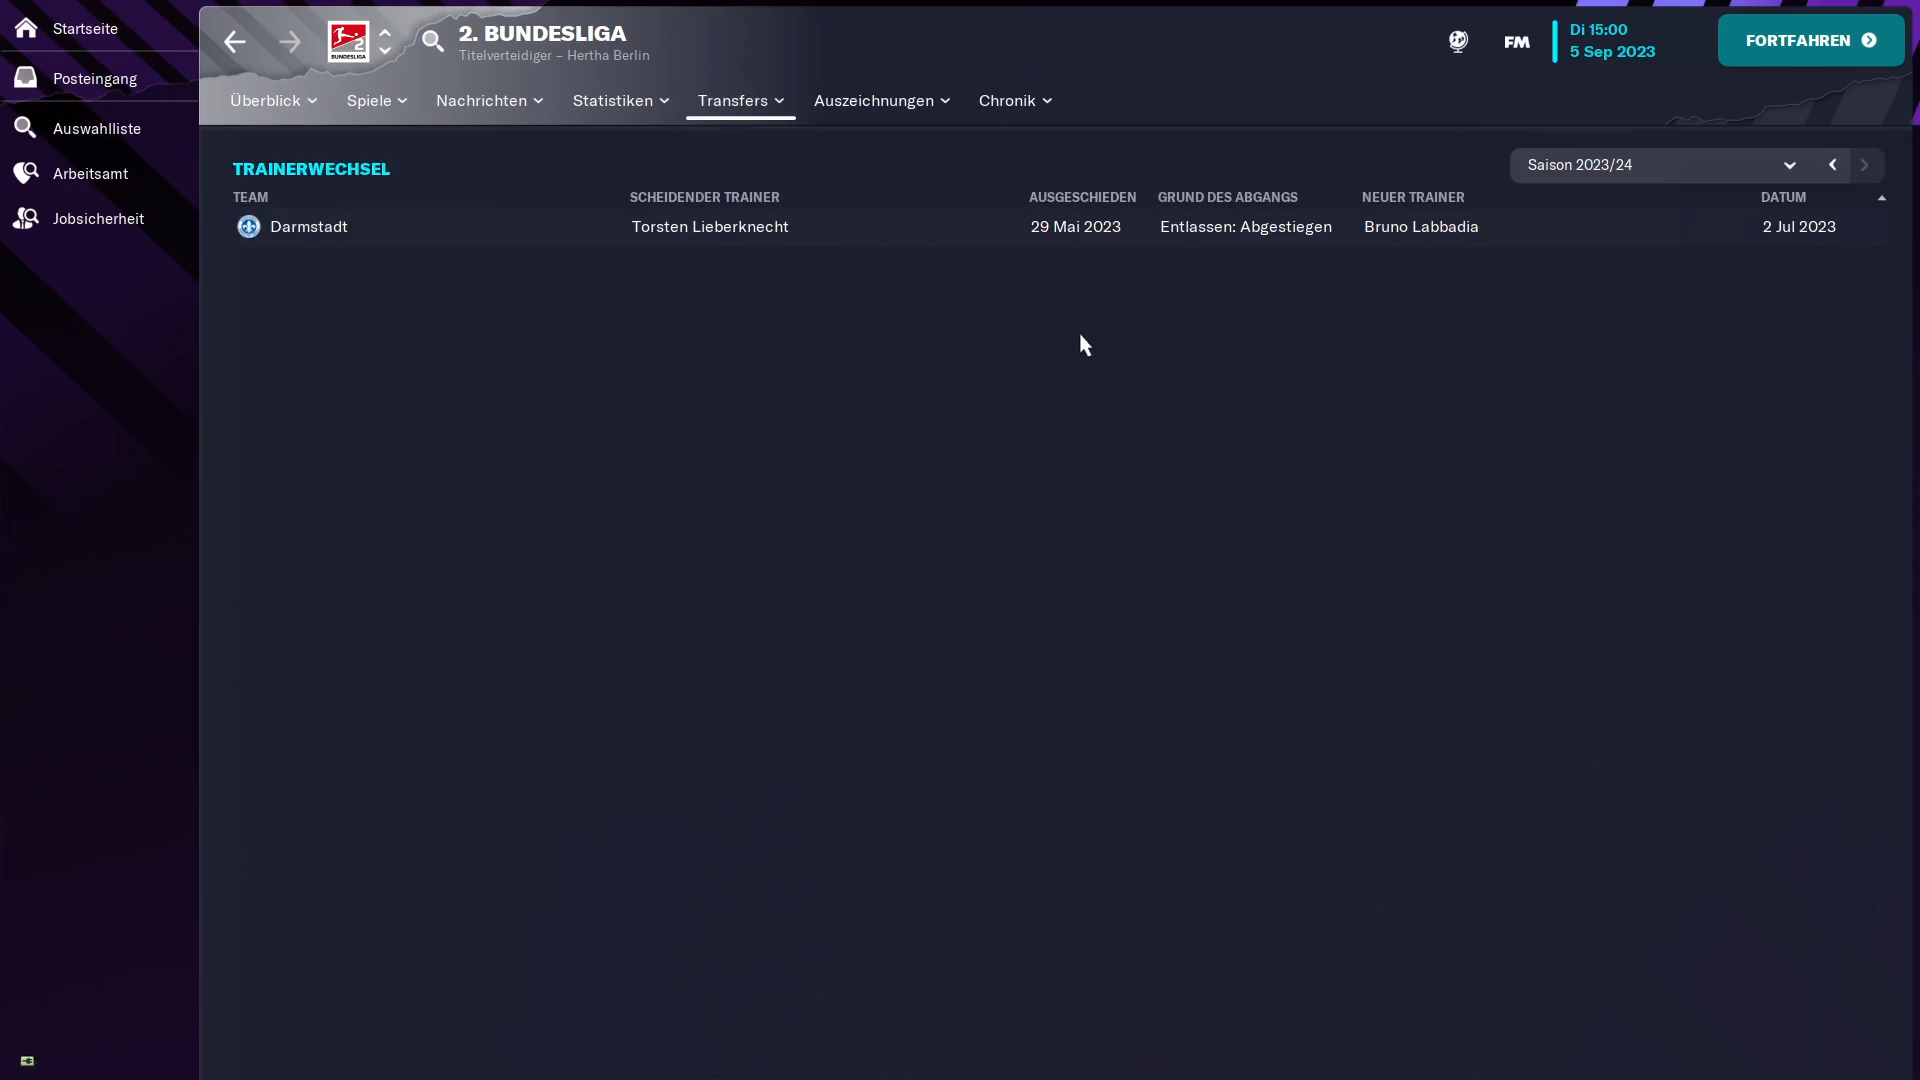 Startseite
Posteingang
Auswahlliste
Arbeitsamt
Jobsicherheit
2
BUNDESLIGA
2. BUNDESLIGA
Titelverteidiger – Hertha Berlin
FM
Di 15:00
5 Sep 2023
FORTFAHREN
Überblick
Spiele
Nachrichten
Statistiken
Transfers
Auszeichnungen
Chronik
TRAINERWECHSEL
Saison 2023/24
TEAM SCHEIDENDER TRAINER AUSGESCHIEDEN GRUND DES ABGANGS NEUER TRAINER DATUM
Darmstadt Torsten Lieberknecht 29 Mai 2023 Entlassen: Abgestiegen Bruno Labbadia 2 Jul 2023